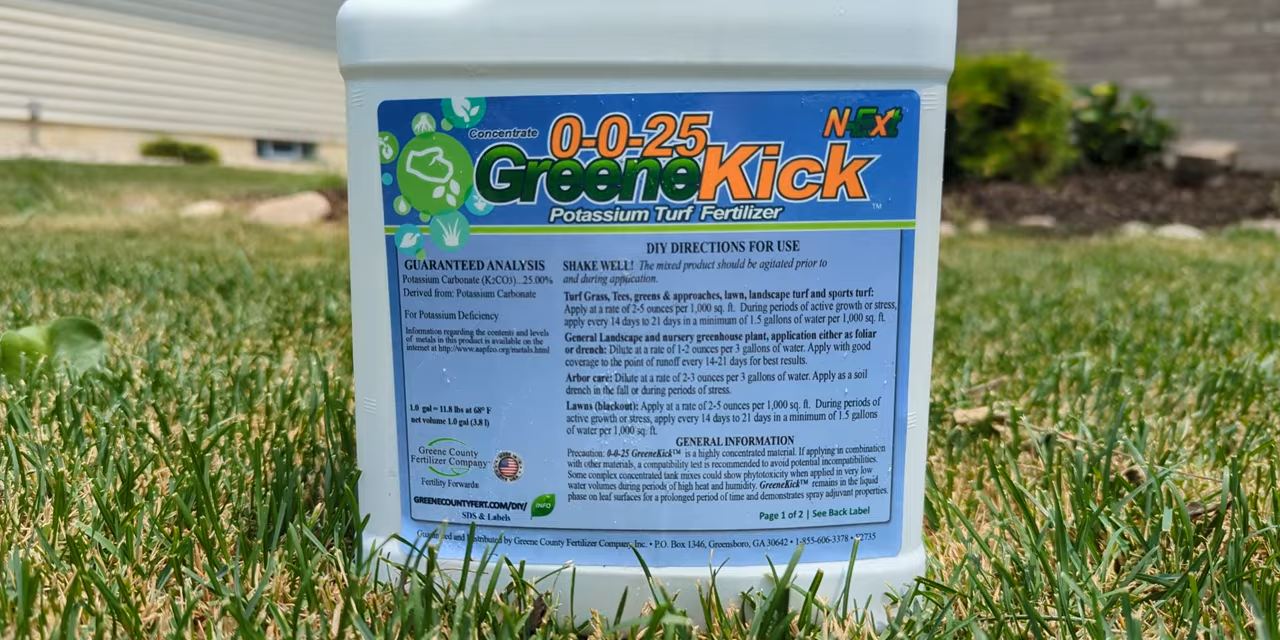 Concentrate
0-0-25
N-Ext
GreeneKick™
Potassium Turf Fertilizer
GUARANTEED ANALYSIS
Potassium Carbonate (K2CO3)...25.00%
Derived from: Potassium Carbonate
For Potassium Deficiency
Information regarding the contents and levels
of metals in this product is available on the
internet at http://www.aapfco.org/metals.html
1.0 gal = 11.8 lbs at 68° F
net volume 1.0 gal (3.8 l)
Greene County
Fertilizer Company
Fertility Forward®
GREENECOUNTYFERT.COM/DIY/
INFO
SDS & Labels
DIY DIRECTIONS FOR USE
SHAKE WELL! The mixed product should be agitated prior to
and during application.
Turf Grass, Tees, greens & approaches, lawn, landscape turf and sports turf:
Apply at a rate of 2-5 ounces per 1,000 sq. ft. During periods of active growth or stress,
apply every 14 days to 21 days in a minimum of 1.5 gallons of water per 1,000 sq. ft.
General Landscape and nursery greenhouse plant, application either as foliar
or drench: Dilute at a rate of 1-2 ounces per 3 gallons of water. Apply with good
coverage to the point of runoff every 14-21 days for best results.
Arbor care: Dilute at a rate of 2-3 ounces per 3 gallons of water. Apply as a soil
drench in the fall or during periods of stress.
Lawns (blackout): Apply at a rate of 2-5 ounces per 1,000 sq. ft. During periods of
active growth or stress, apply every 14 days to 21 days in a minimum of 1.5 gallons
of water per 1,000 sq. ft.
GENERAL INFORMATION
Precaution: 0-0-25 GreeneKick™ is a highly concentrated material. If applying in combination
with other materials, a compatibility test is recommended to avoid potential incompatibilities.
Some complex concentrated tank mixes could show phytotoxicity when applied in very low
water volumes during periods of high heat and humidity. GreeneKick™ remains in the liquid
phase on leaf surfaces for a prolonged period of time and demonstrates spray adjuvant properties.
Page 1 of 2 | See Back Label
and Distributed by Greene County Fertilizer Company, Inc. • P.O. Box 1346, Greensboro, GA 30642 • 1-855-606-3378 •